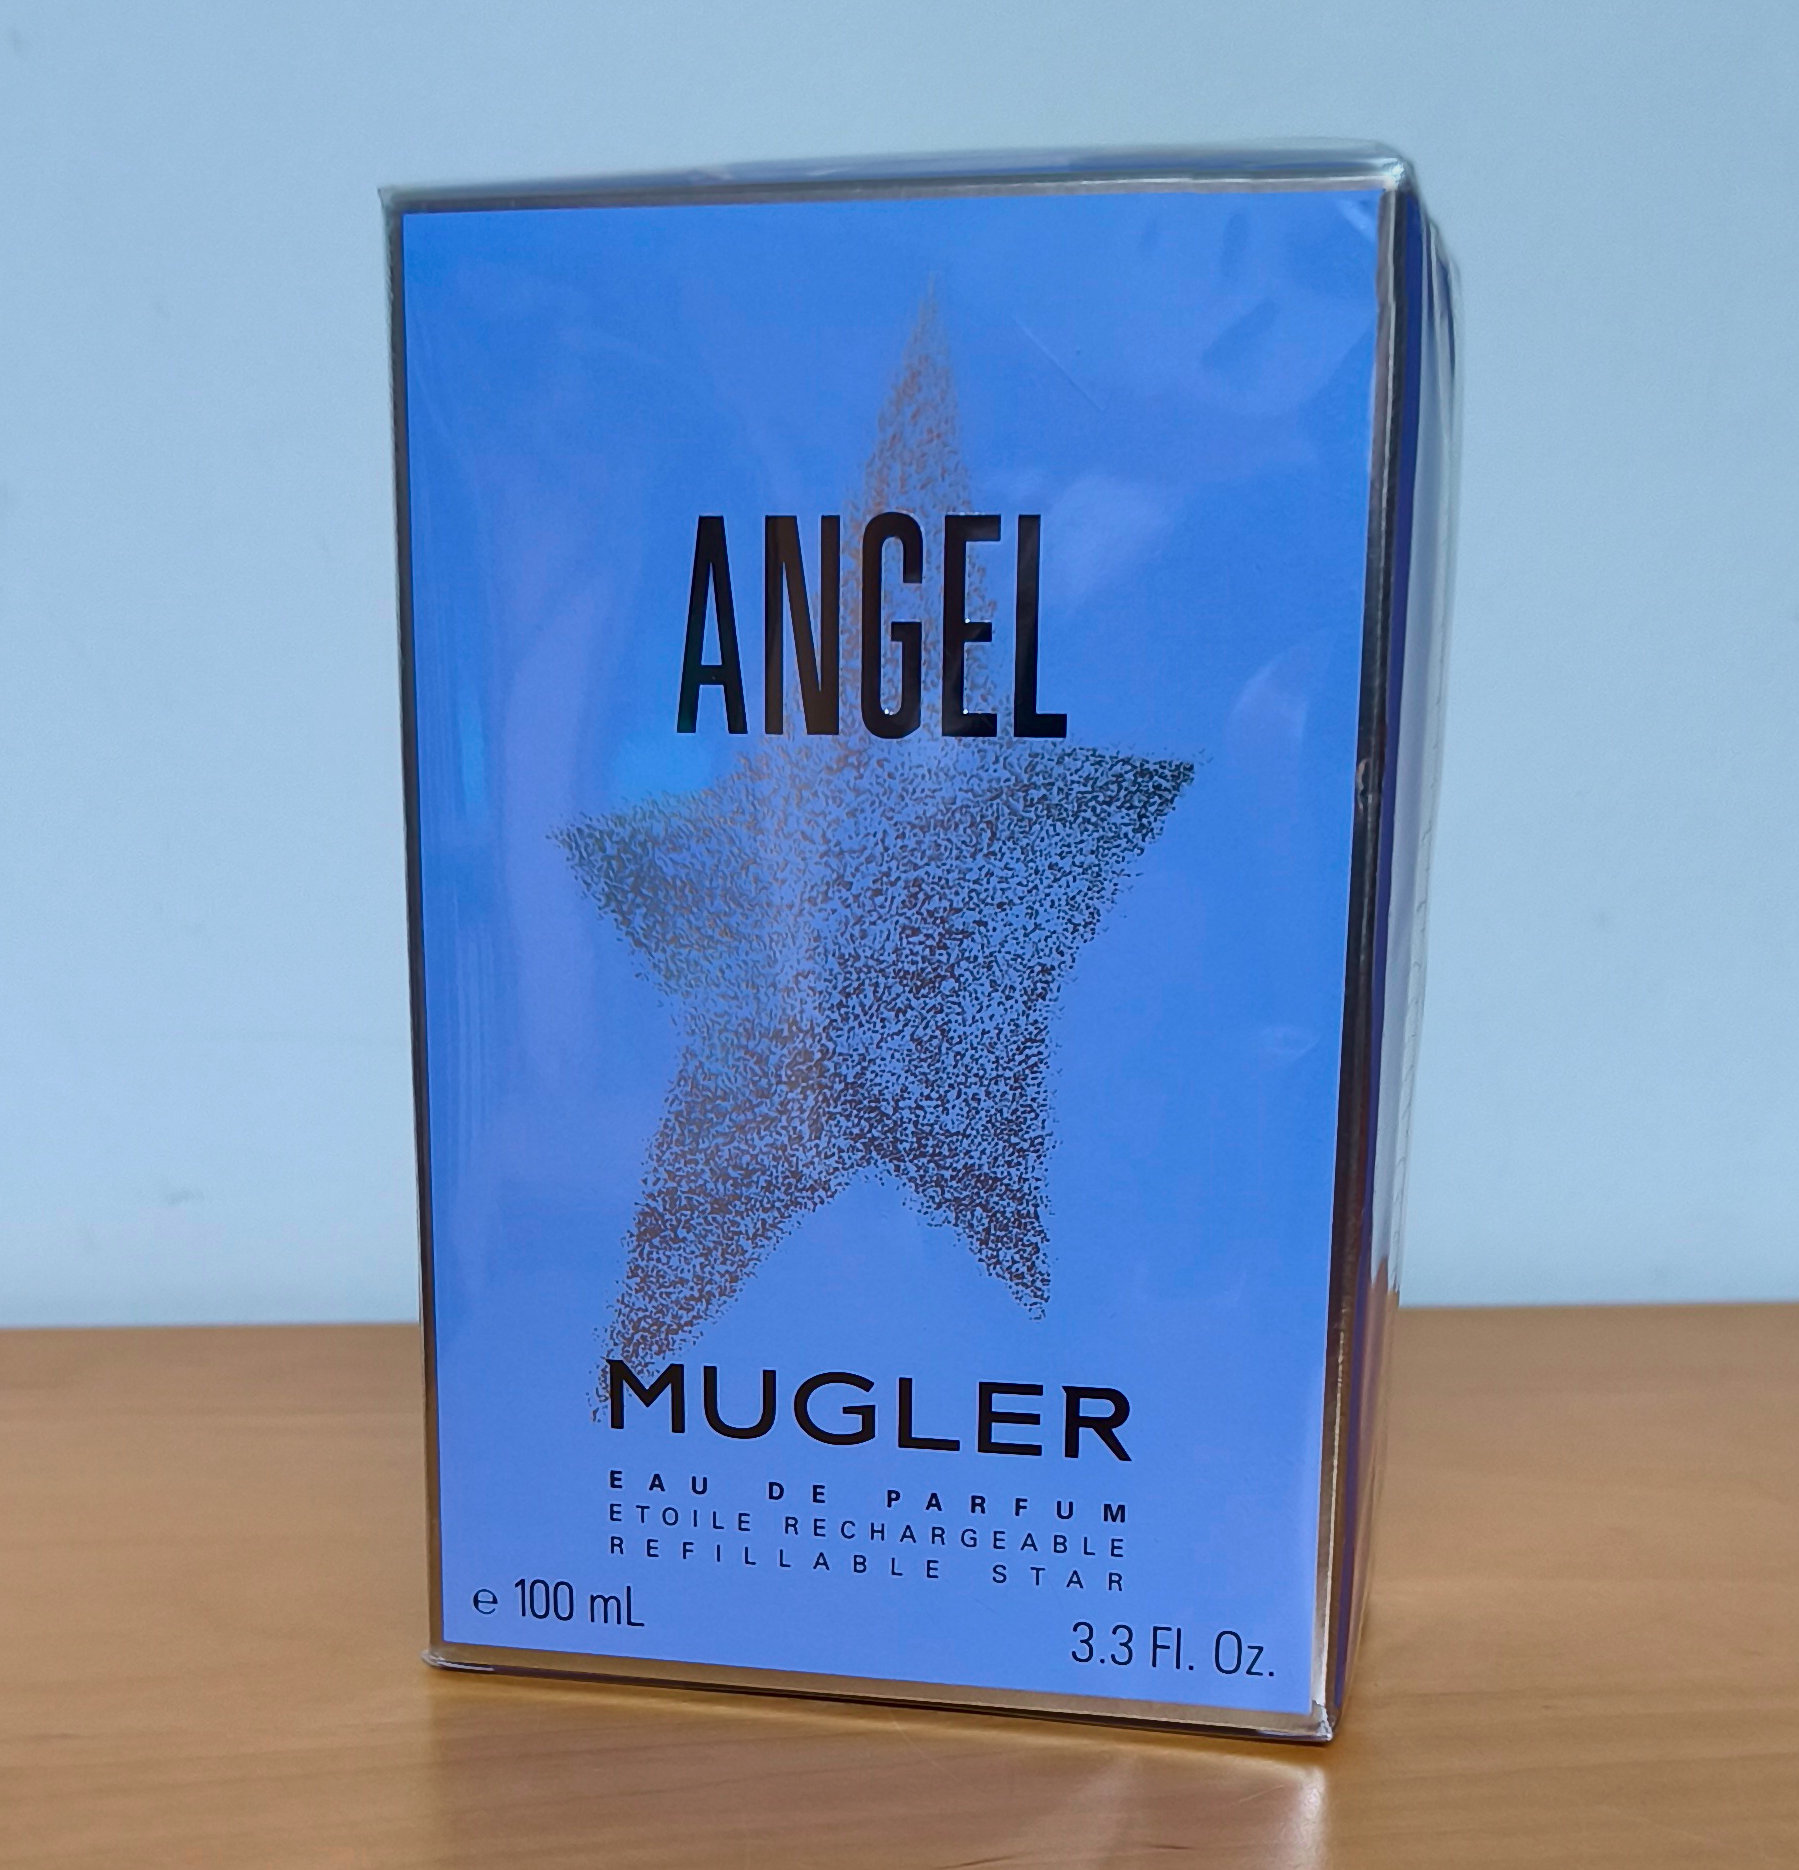 ANGEL
MUGLER
EAU DE PARFUM
ETOILE RECHARGEABLE
REFILLABLE STAR
e 100 mL
3.3 Fl. Oz.